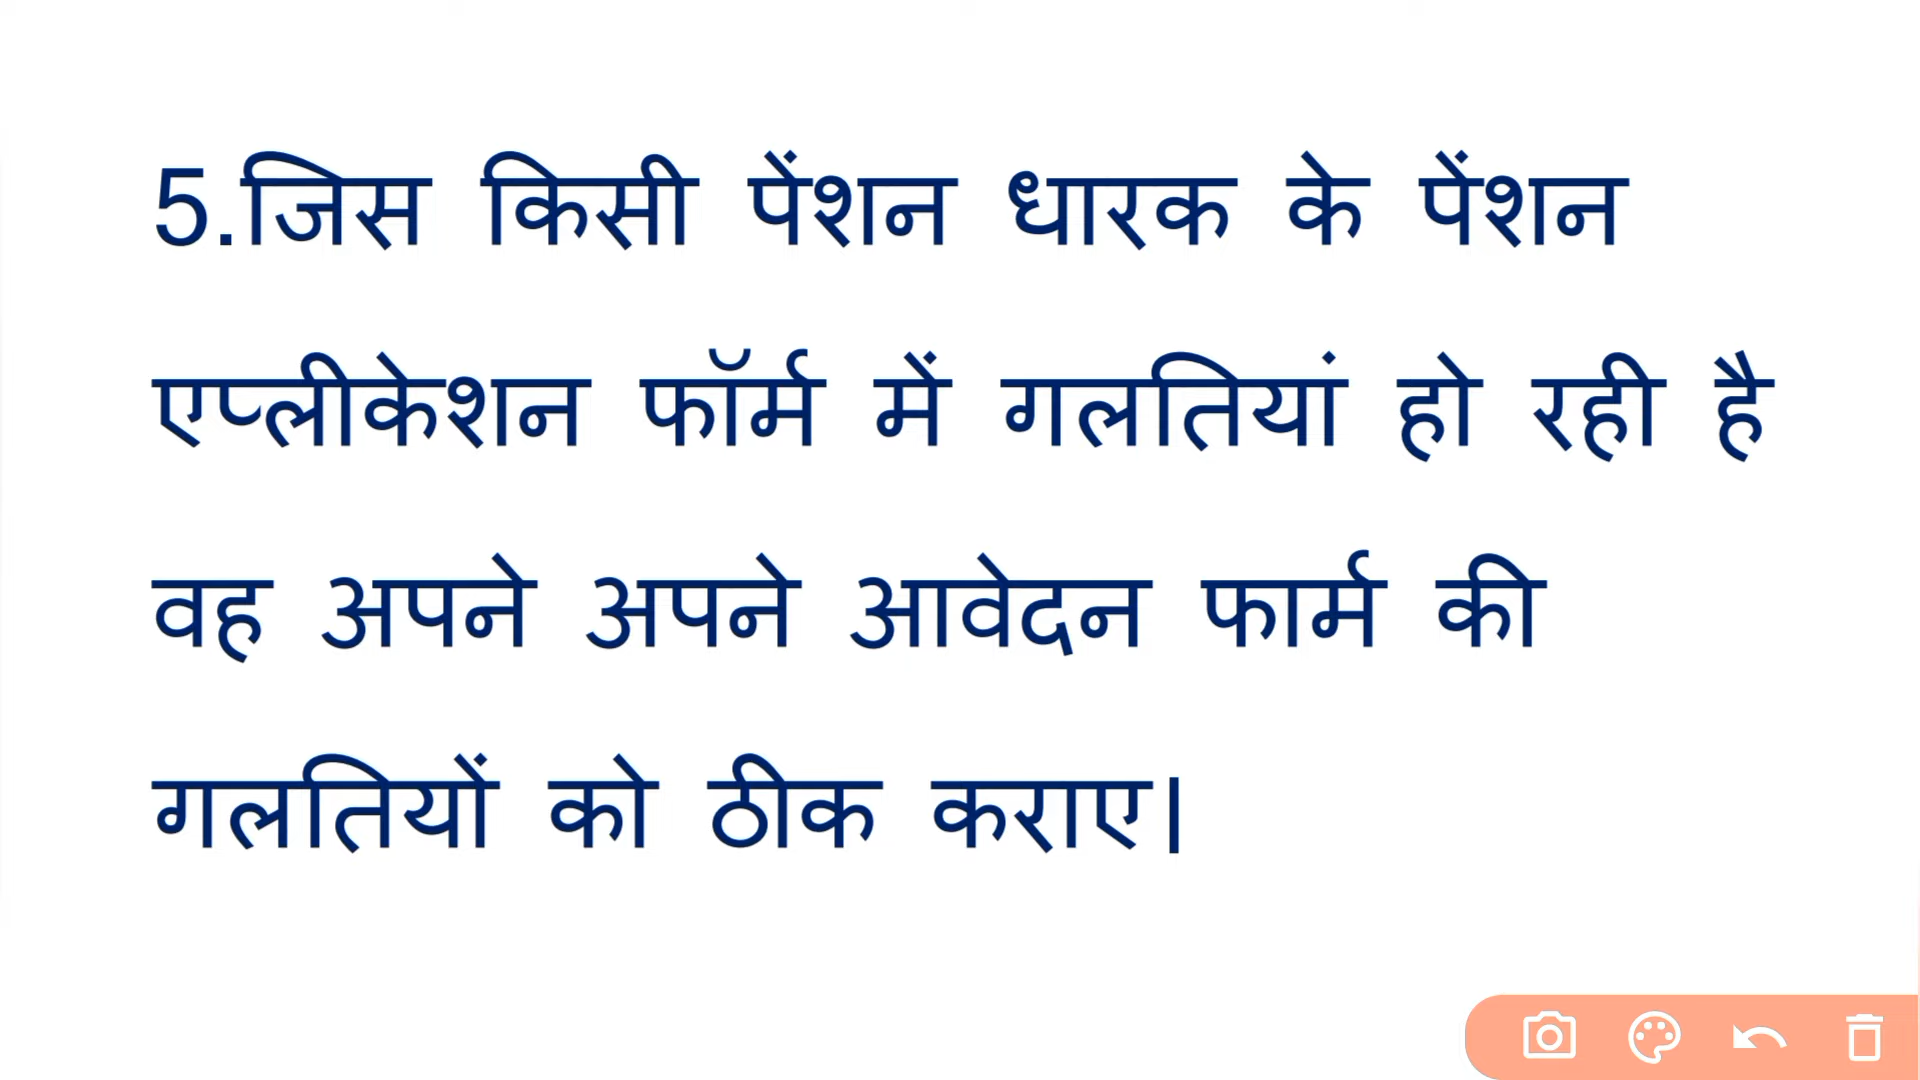 5.जिस किसी पेंशन धारक के पेंशन
एप्लीकेशन फॉर्म में गलतियां हो रही है
वह अपने अपने आवेदन फार्म की
गलतियों को ठीक कराए।